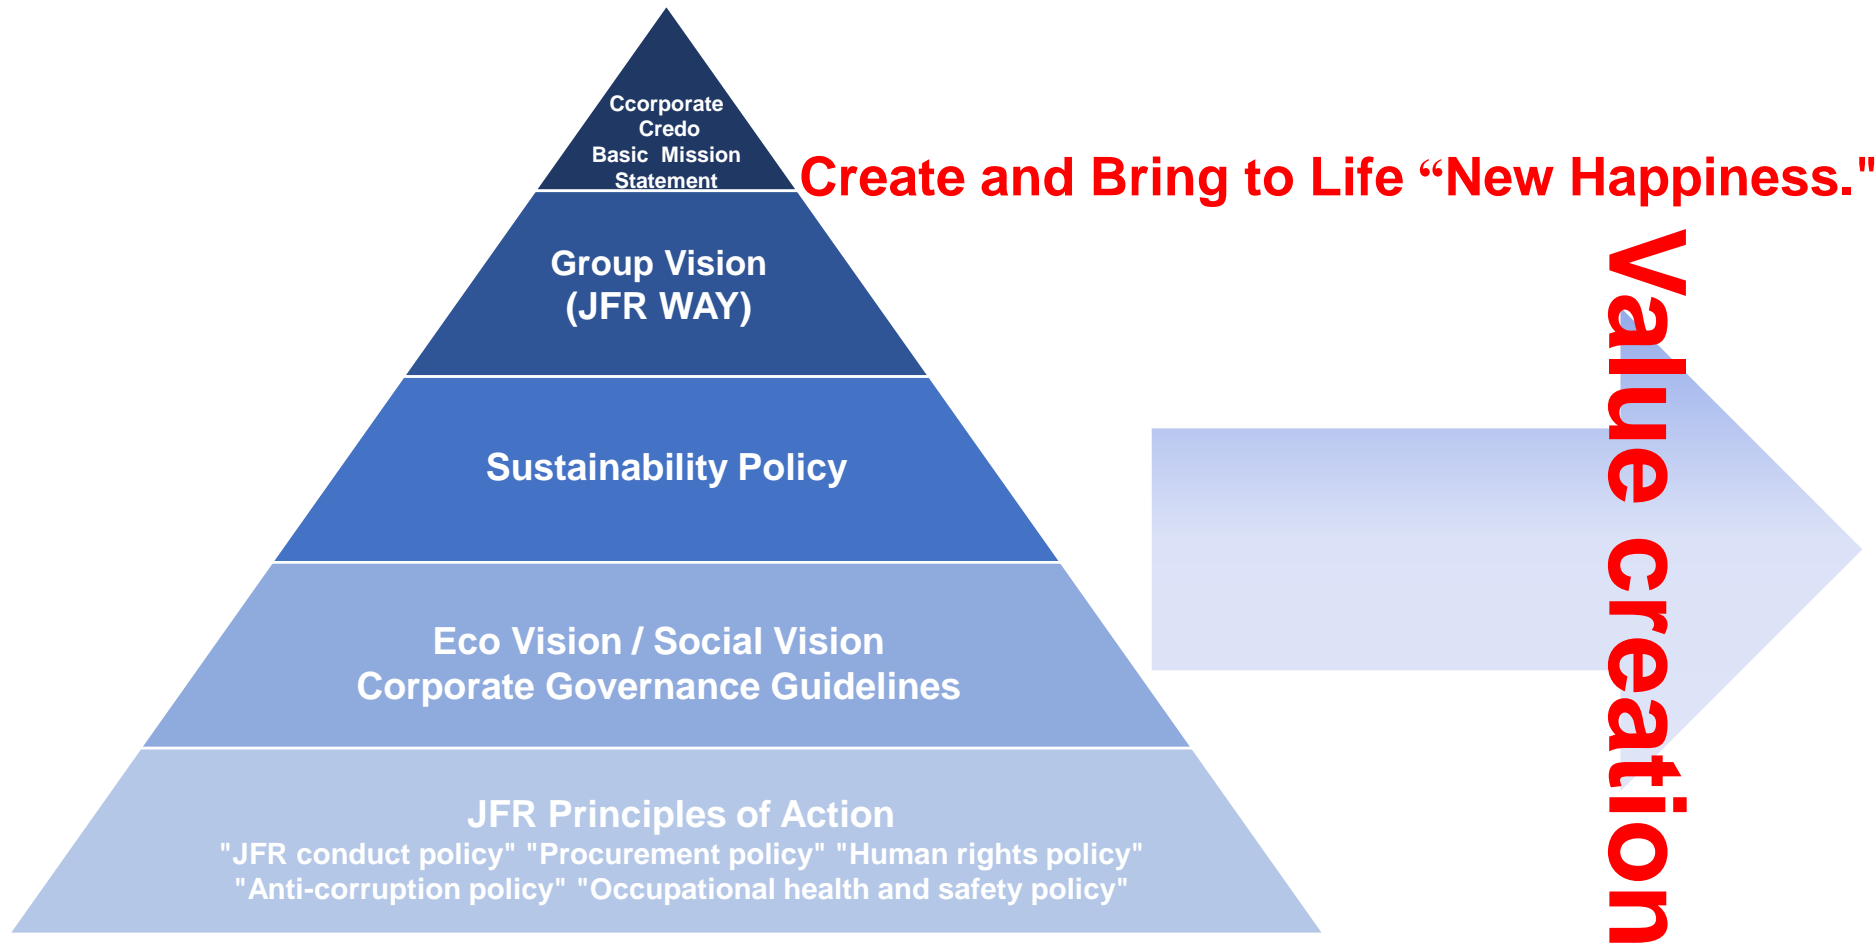 Ccorporate
Credo
Basic Mission
Statement
Create and Bring to Life “New Happiness."
Group Vision
(JFR WAY)
Sustainability Policy
Eco Vision / Social Vision
Corporate Governance Guidelines
JFR Principles of Action
"JFR conduct policy" "Procurement policy" "Human rights policy"
"Anti-corruption policy" "Occupational health and safety policy"
Value creation